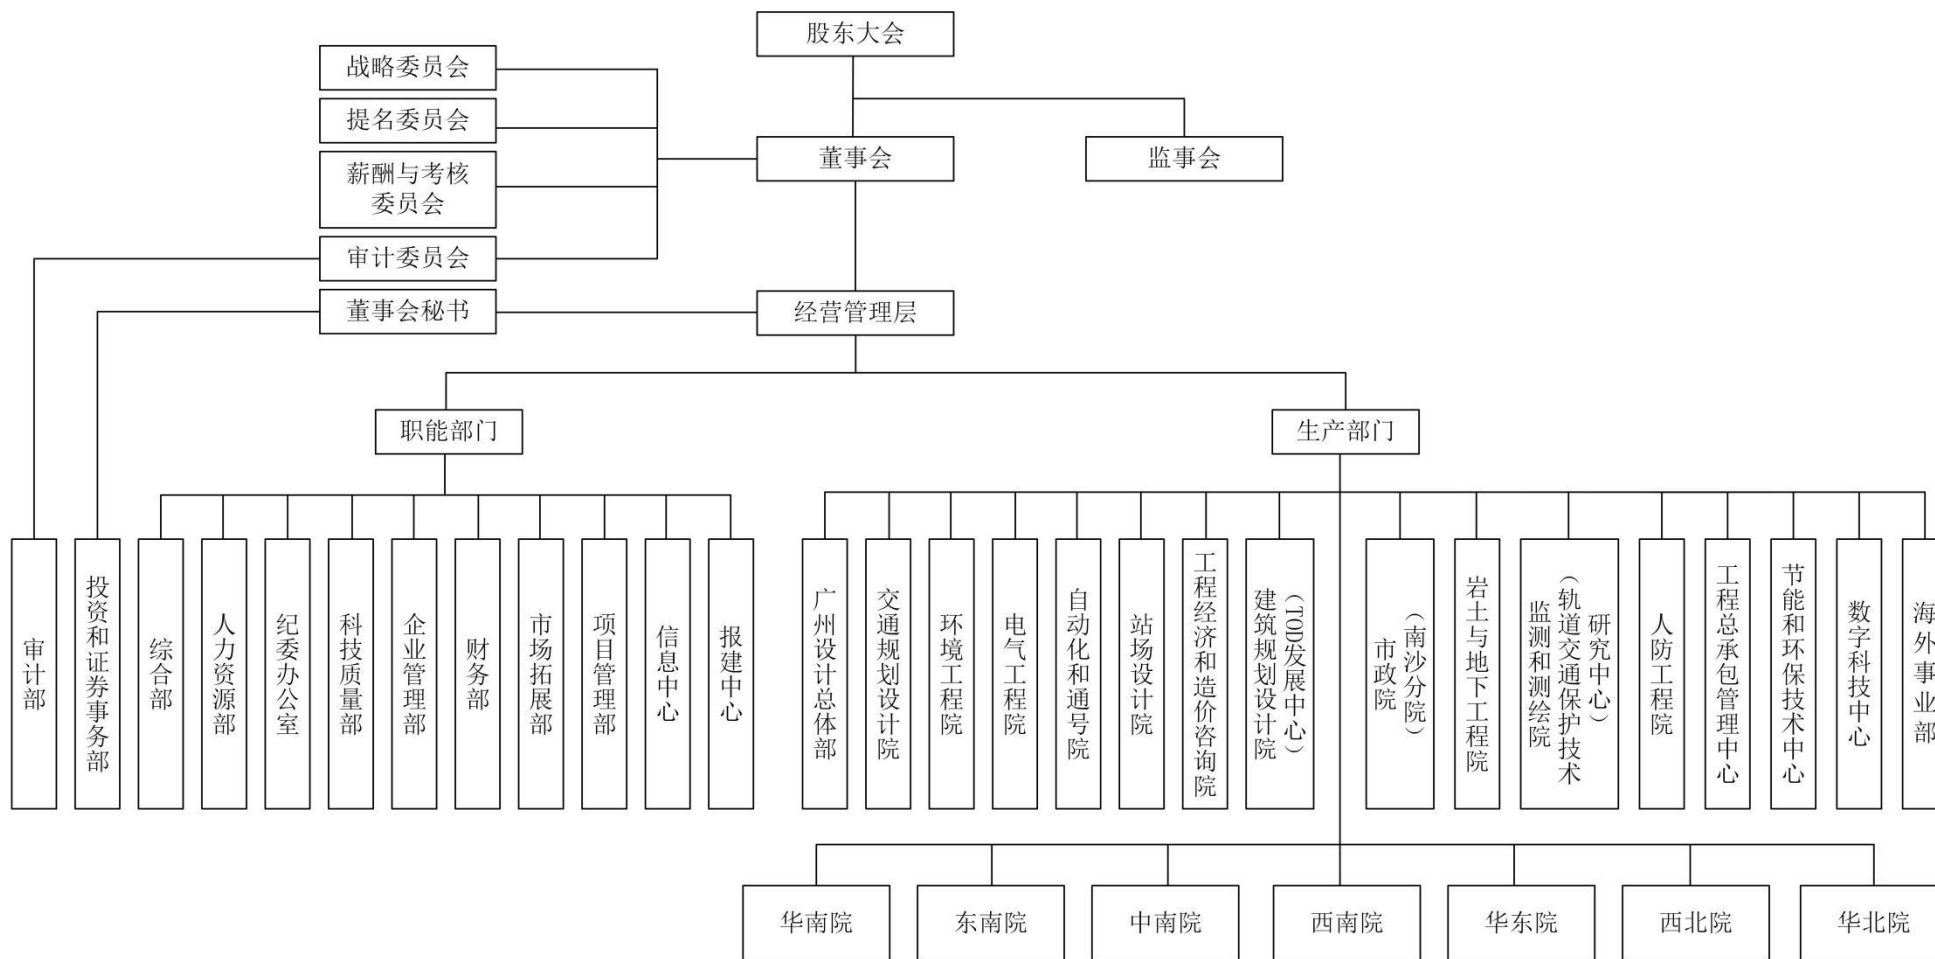 股东大会
战略委员会
提名委员会
董事会
监事会
薪酬与考核
委员会
审计委员会
董事会秘书
经营管理层
职能部门
生产部门
审计部
投资和证券事务部
综合部
人力资源部
纪委办公室
科技质量部
企业管理部
财务部
市场拓展部
项目管理部
信息中心
报建中心
广州设计总体部
交通规划设计院
环境工程院
电气工程院
自动化和通号院
站场设计院
工程经济和造价咨询院
建筑规划设计院
（TOD发展中心）
市政院
（南沙分院）
岩土与地下工程院
监测和测绘院
（轨道交通保护技术
研究中心）
人防工程院
工程总承包管理中心
节能和环保技术中心
数字科技中心
海外事业部
华南院
东南院
中南院
西南院
华东院
西北院
华北院